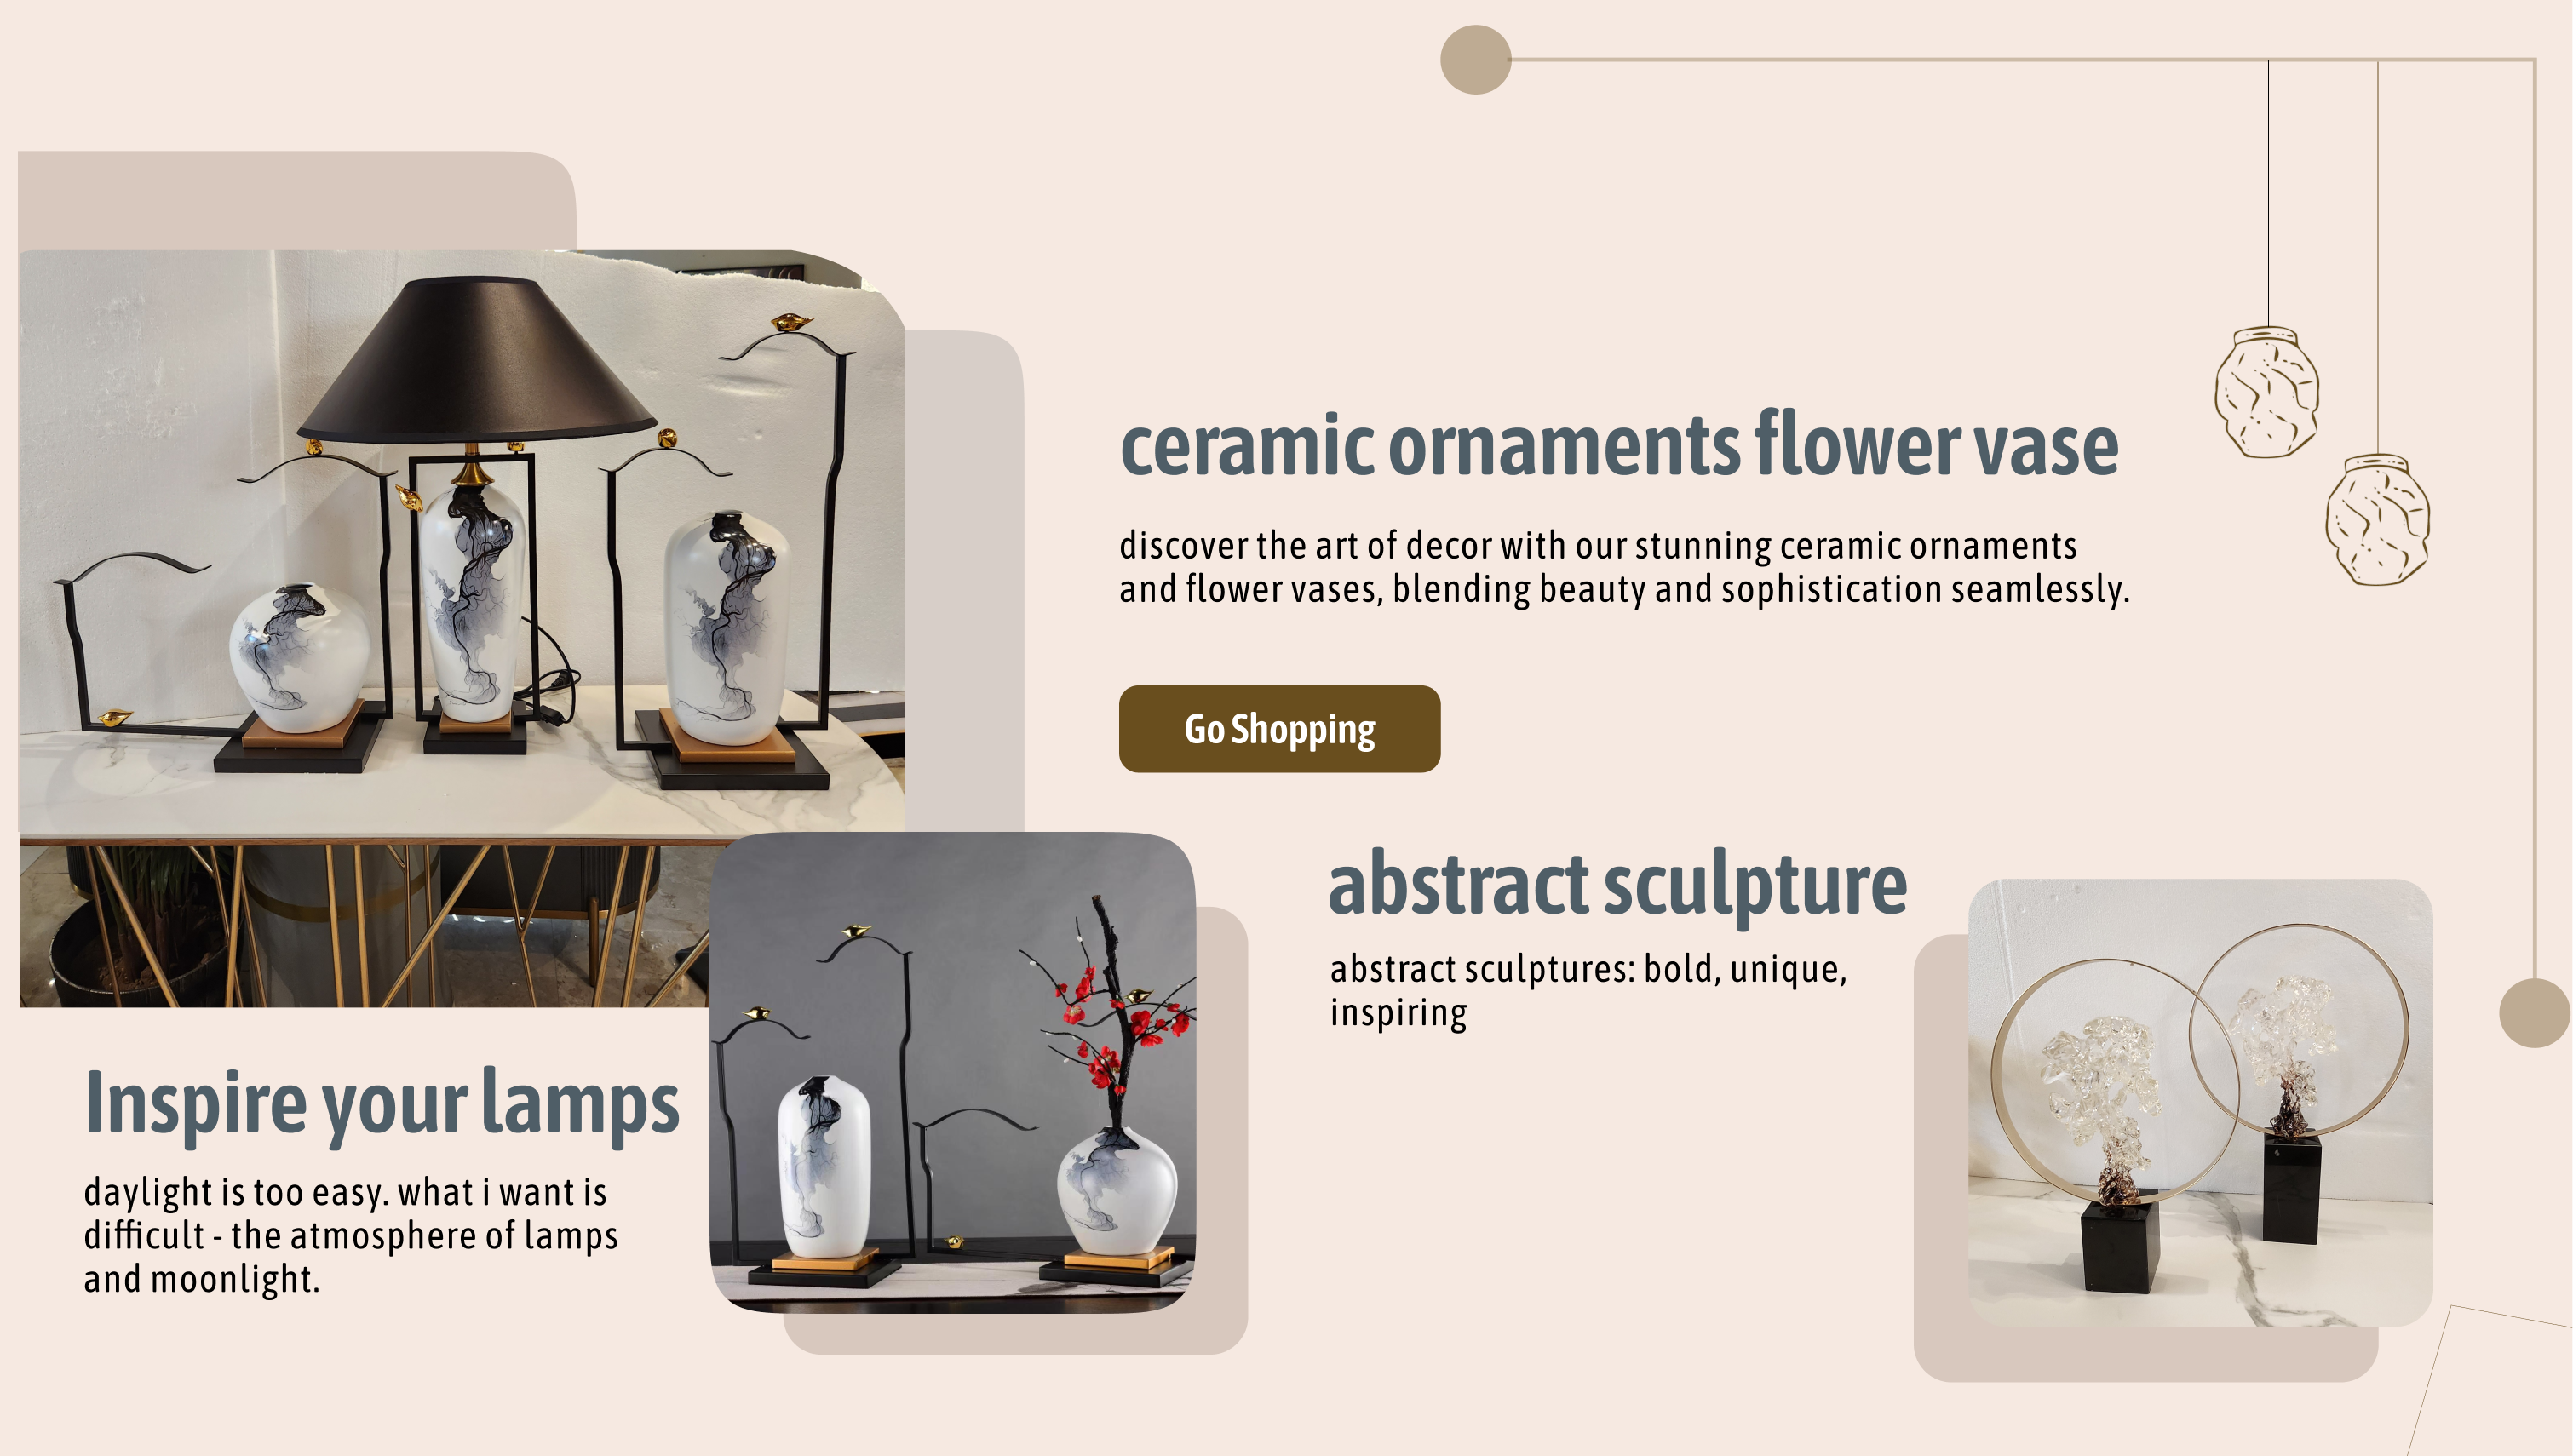 ceramic ornaments flower vase
discover the art of decor with our stunning ceramic ornaments
and flower vases, blending beauty and sophistication seamlessly.
Go Shopping
abstract sculpture
abstract sculptures: bold, unique,
inspiring
Inspire your lamps
daylight is too easy. what i want is
difficult - the atmosphere of lamps
and moonlight.